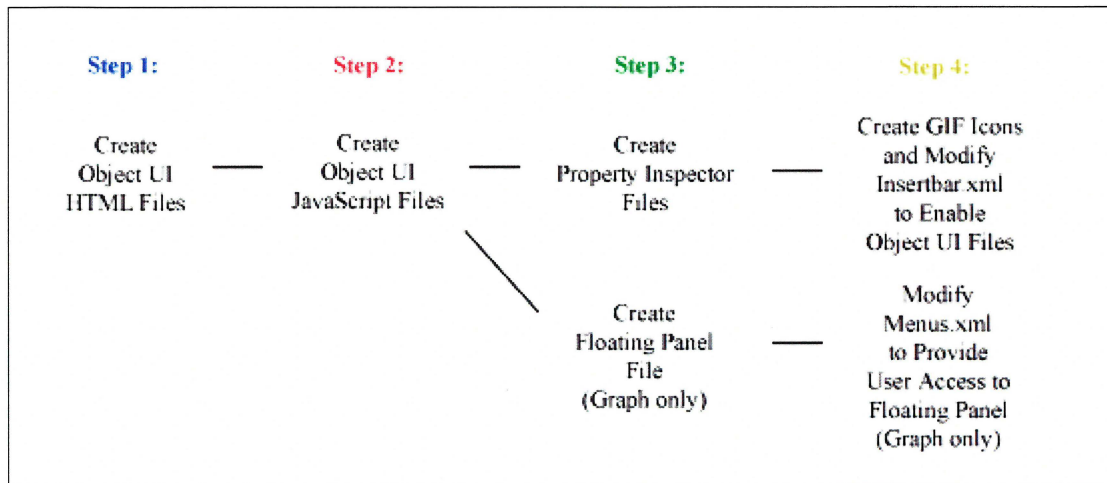 Step 1:
Step 2:
Step 3:
Step 4:
Create
Object UI
HTML Files
Create
Object UI
JavaScript Files
Create
Property Inspector
Files
Create GIF Icons
and Modify
Insertbar.xml
to Enable
Object UI Files
Create
Floating Panel
File
(Graph only)
Modify
Menus.xml
to Provide
User Access to
Floating Panel
(Graph only)